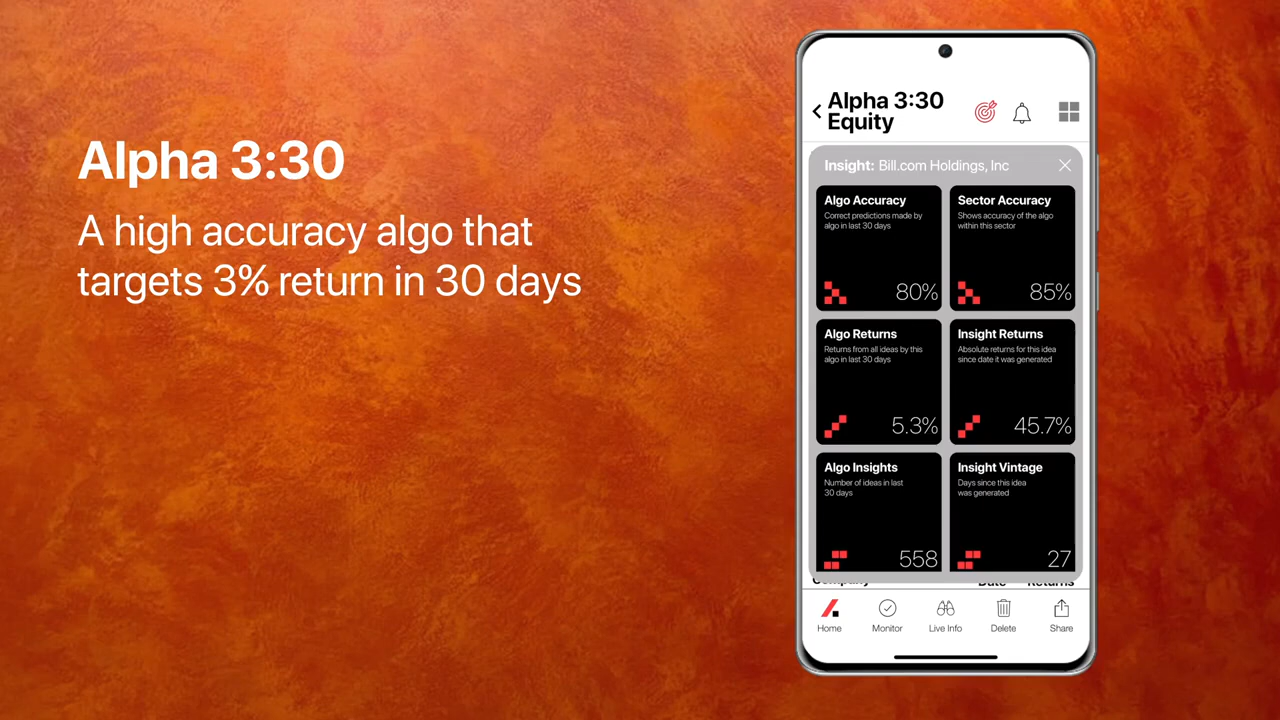 Alpha 3:30
A high accuracy algo that
targets 3% return in 30 days
Alpha 3:30
Equity
Insight: Bill.com Holdings, Inc
Algo Accuracy
Correct predictions made by
algo in last 30 days
80%
Sector Accuracy
Shows accuracy of the algo
within this sector
85%
Algo Returns
Returns from all ideas by this
algo in last 30 days
5.3%
Insight Returns
Absolute returns for this idea
since date it was generated
45.7%
Algo Insights
Number of ideas in last
30 days
558
Insight Vintage
Days since this idea
was generated
27
Company Date Returns
Home Monitor Live Info Delete Share